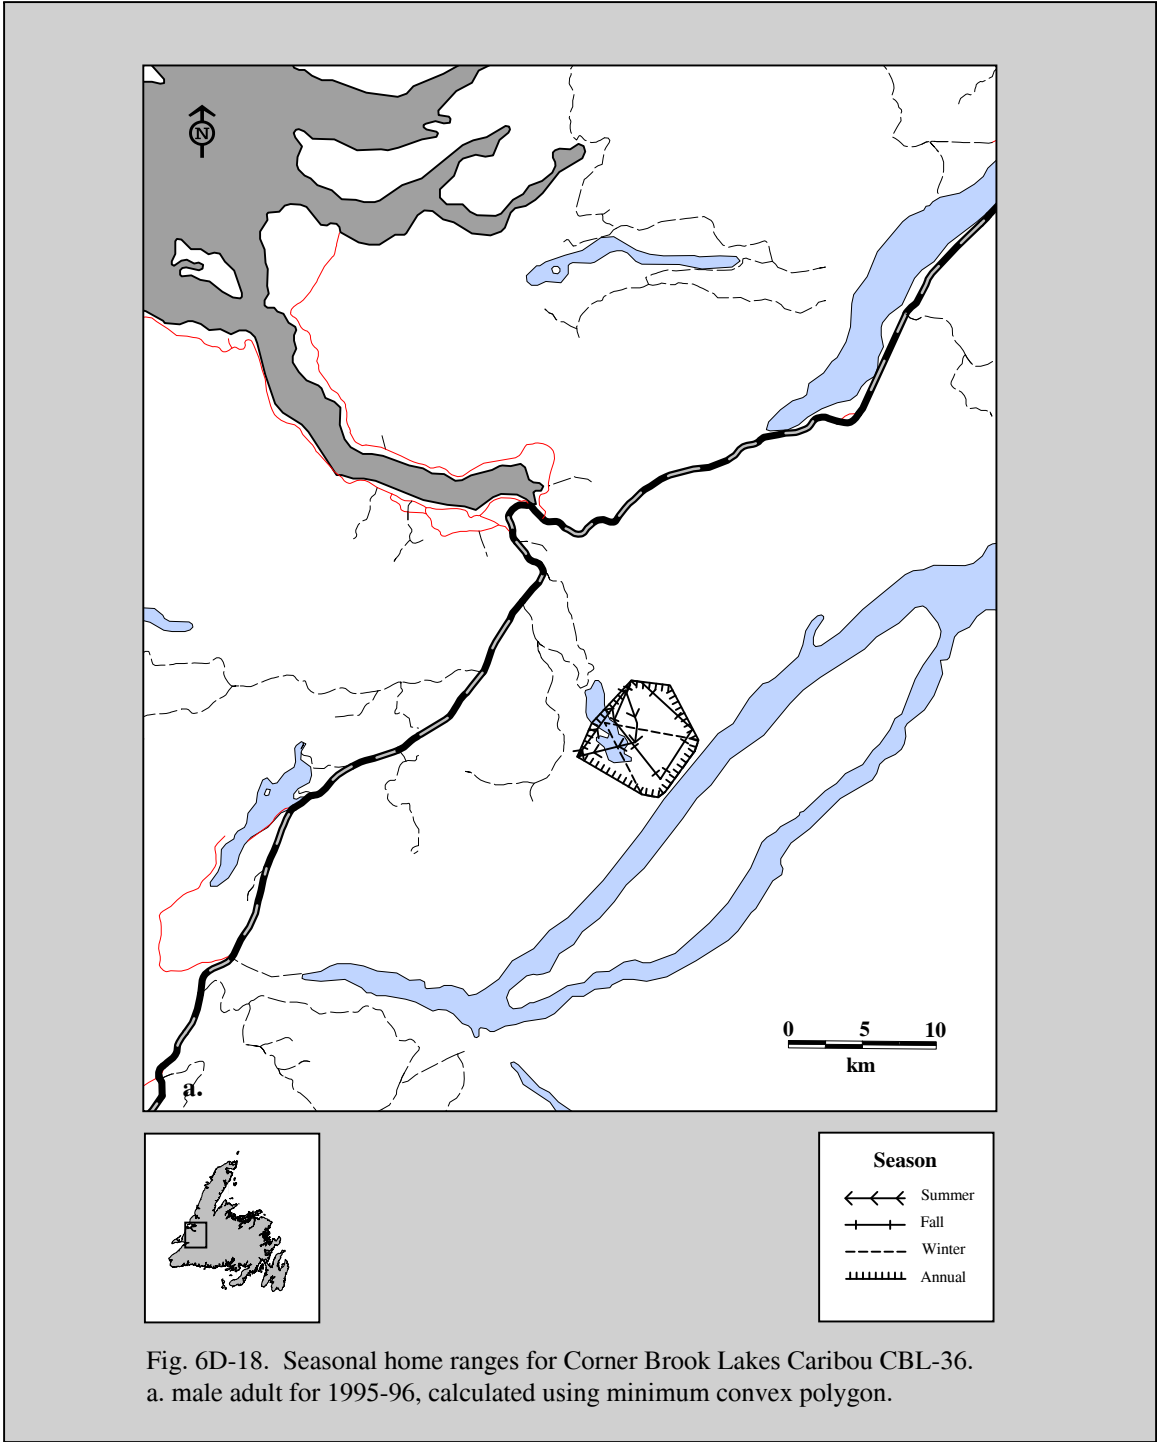 N
0 5 10
km
a.
Season
Summer
Fall
Winter
Annual
Fig. 6D-18. Seasonal home ranges for Corner Brook Lakes Caribou CBL-36.
a. male adult for 1995-96, calculated using minimum convex polygon.